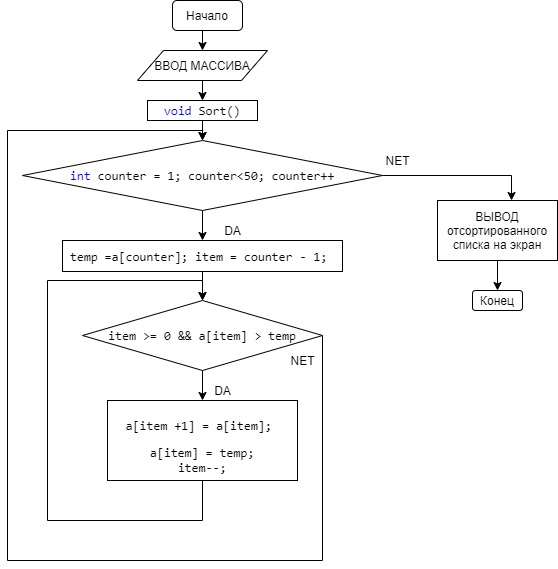 Начало
ВВОД МАССИВА
void Sort()
int counter = 1; counter<50; counter++
NET
DA
ВЫВОД
отсортированного
списка на экран
temp =a[counter]; item = counter - 1;
Конец
item >= 0 && a[item] > temp
NET
DA
a[item +1] = a[item];
a[item] = temp;
item--;